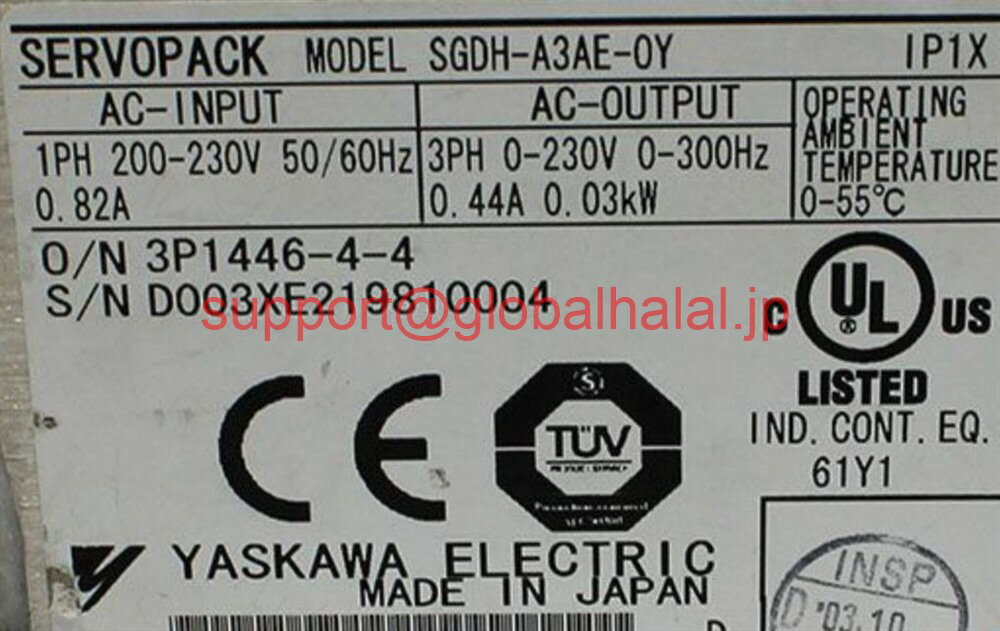 SERVOPACK MODEL SGDH-A3AE-OY IP1X
AC-INPUT
1PH 200-230V 50/60Hz
0.82A
AC-OUTPUT
3PH 0-230V 0-300Hz
0.44A 0.03kW
OPERATING
AMBIENT
TEMPERATURE
0-55℃
O/N 3P1446-4-4
S/N D003XE219810004
support@globalhalal.jp
C UL® US
LISTED
IND. CONT. EQ.
61Y1
CE
S
TÜV
YASKAWA ELECTRIC
MADE IN JAPAN
INSP
D '03.10
D